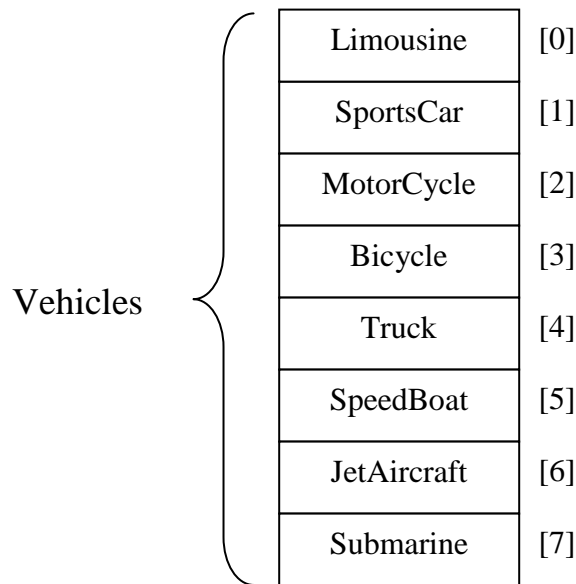 Limousine [0]
SportsCar [1]
MotorCycle [2]
Bicycle [3]
Vehicles
Truck [4]
SpeedBoat [5]
JetAircraft [6]
Submarine [7]